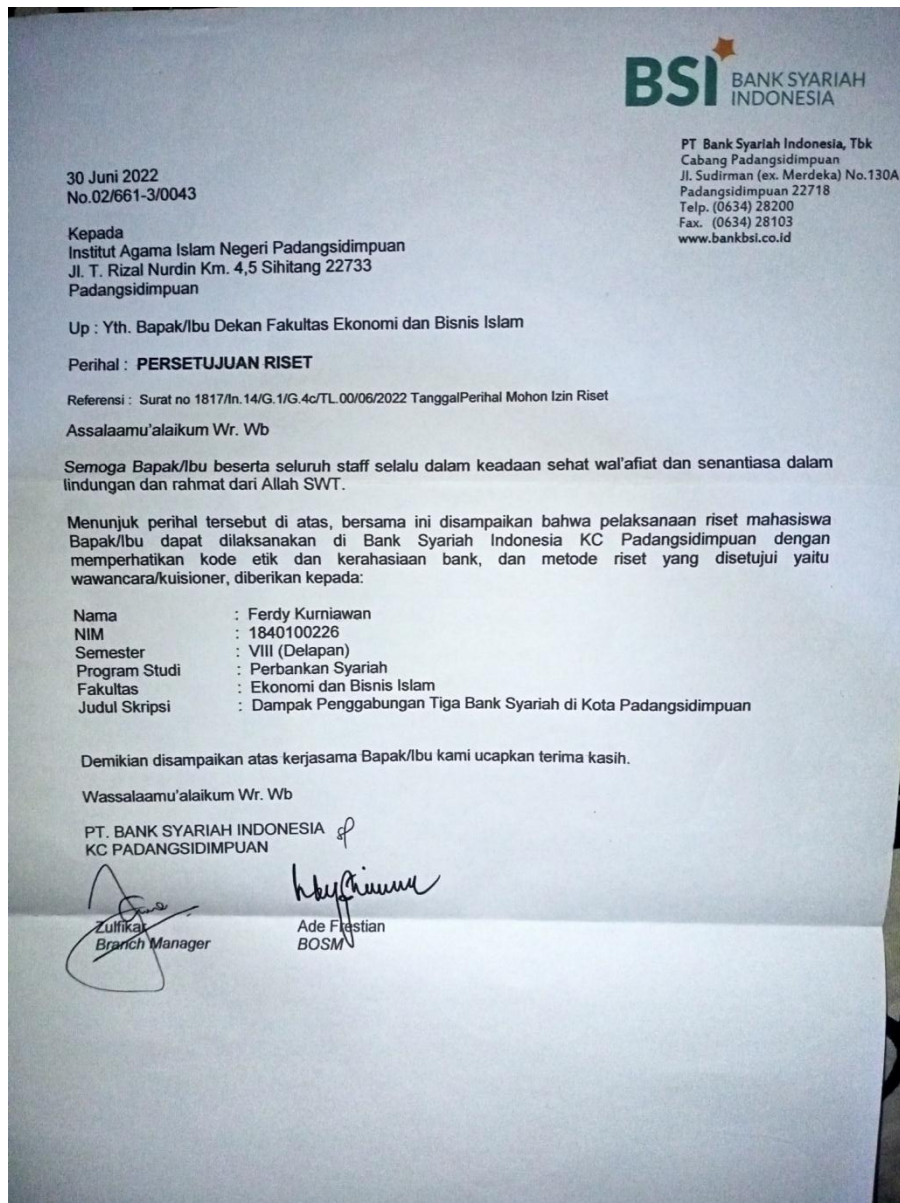 BSI BANK SYARIAH
INDONESIA
PT Bank Syariah Indonesia, Tbk
Cabang Padangsidimpuan
Jl. Sudirman (ex. Merdeka) No.130A
Padangsidimpuan 22718
Telp. (0634) 28200
Fax. (0634) 28103
www.bankbsi.co.id
30 Juni 2022
No.02/661-3/0043
Kepada
Institut Agama Islam Negeri Padangsidimpuan
Jl. T. Rizal Nurdin Km. 4,5 Sihitang 22733
Padangsidimpuan
Up : Yth. Bapak/Ibu Dekan Fakultas Ekonomi dan Bisnis Islam
Perihal : PERSETUJUAN RISET
Referensi : Surat no 1817/In.14/G.1/G.4c/TL.00/06/2022 TanggalPerihal Mohon Izin Riset
Assalaamu'alaikum Wr. Wb
Semoga Bapak/Ibu beserta seluruh staff selalu dalam keadaan sehat wal'afiat dan senantiasa dalam
lindungan dan rahmat dari Allah SWT.
Menunjuk perihal tersebut di atas, bersama ini disampaikan bahwa pelaksanaan riset mahasiswa
Bapak/Ibu dapat dilaksanakan di Bank Syariah Indonesia KC Padangsidimpuan dengan
memperhatikan kode etik dan kerahasiaan bank, dan metode riset yang disetujui yaitu
wawancara/kuisioner, diberikan kepada:
Nama : Ferdy Kurniawan
NIM : 1840100226
Semester : VIII (Delapan)
Program Studi : Perbankan Syariah
Fakultas : Ekonomi dan Bisnis Islam
Judul Skripsi : Dampak Penggabungan Tiga Bank Syariah di Kota Padangsidimpuan
Demikian disampaikan atas kerjasama Bapak/Ibu kami ucapkan terima kasih.
Wassalaamu'alaikum Wr. Wb
PT. BANK SYARIAH INDONESIA
KC PADANGSIDIMPUAN
Zulfikar Ade Frestian
Branch Manager BOSM